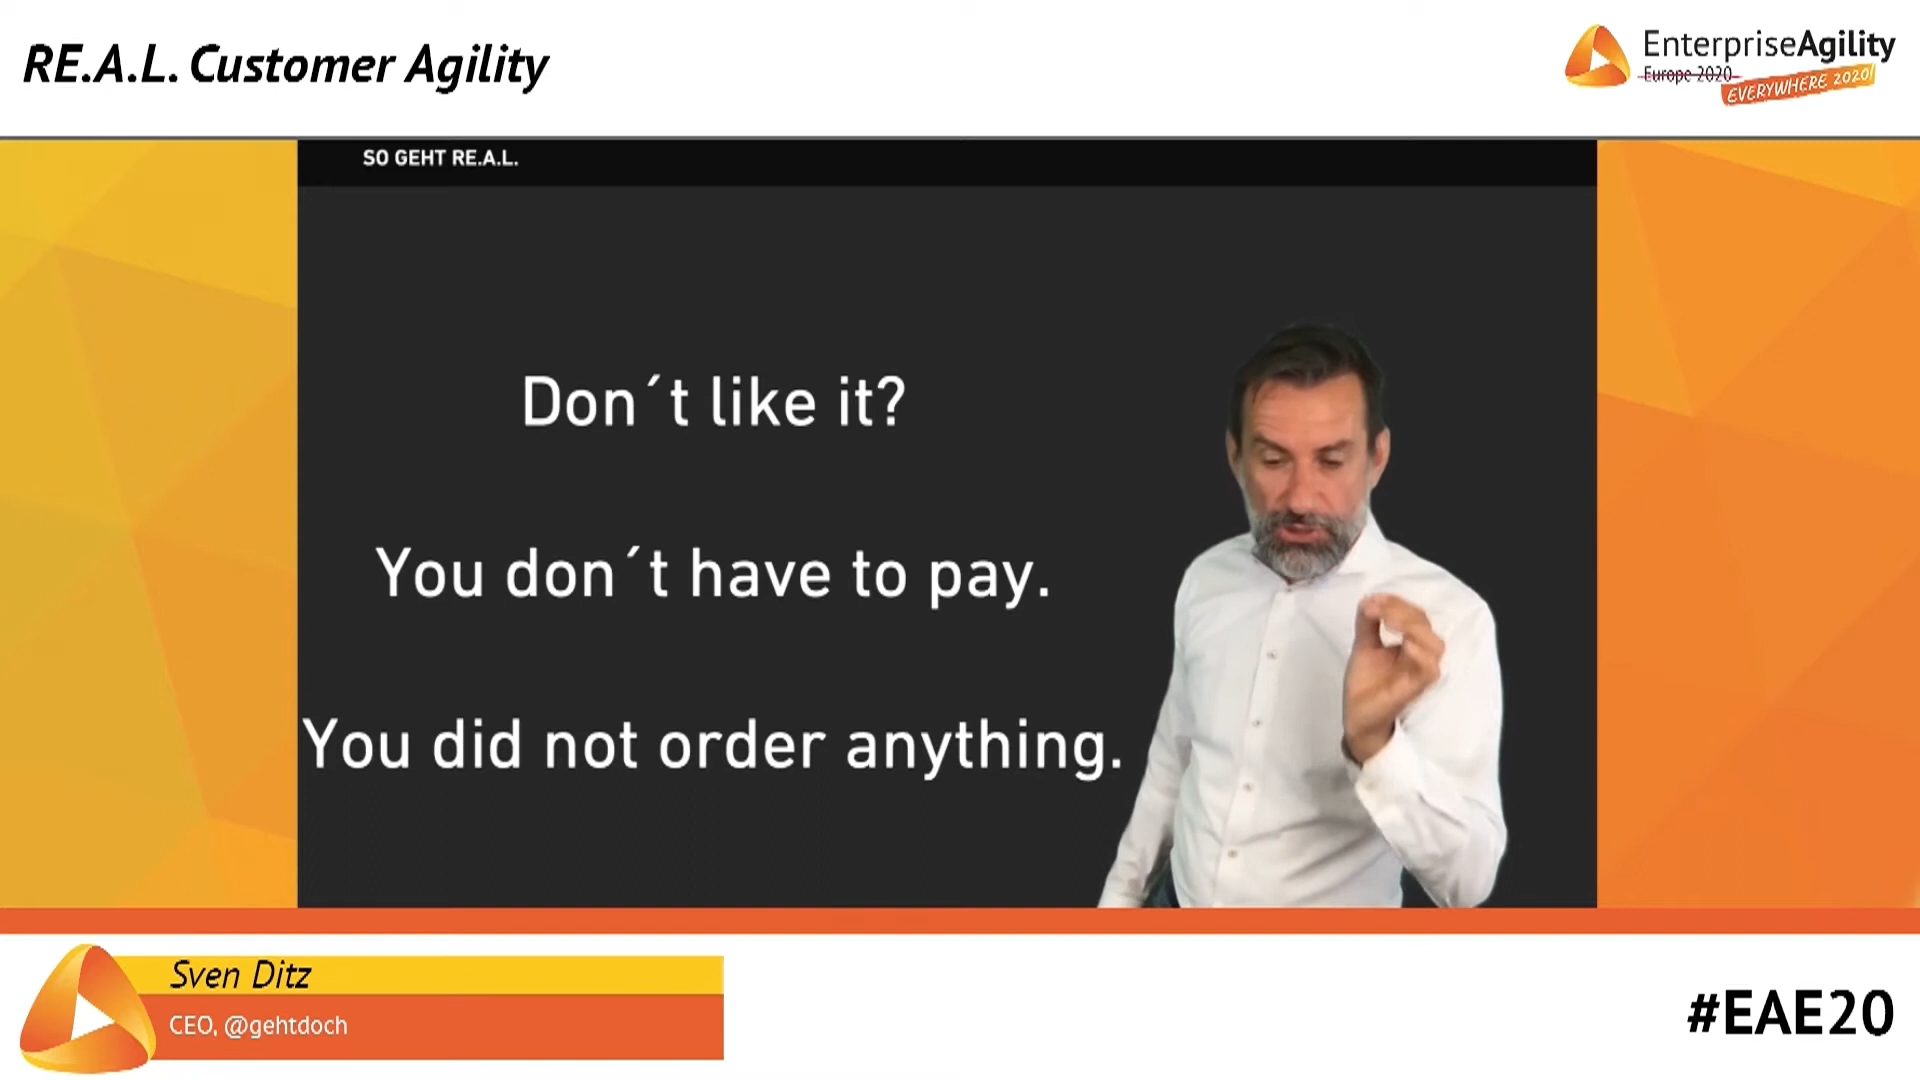 RE.A.L. Customer Agility
EnterpriseAgility
Europe 2020
EVERYWHERE 2020!
SO GEHT RE.A.L.
Don´t like it?
You don´t have to pay.
You did not order anything.
Sven Ditz
CEO, @gehtdoch
#EAE20